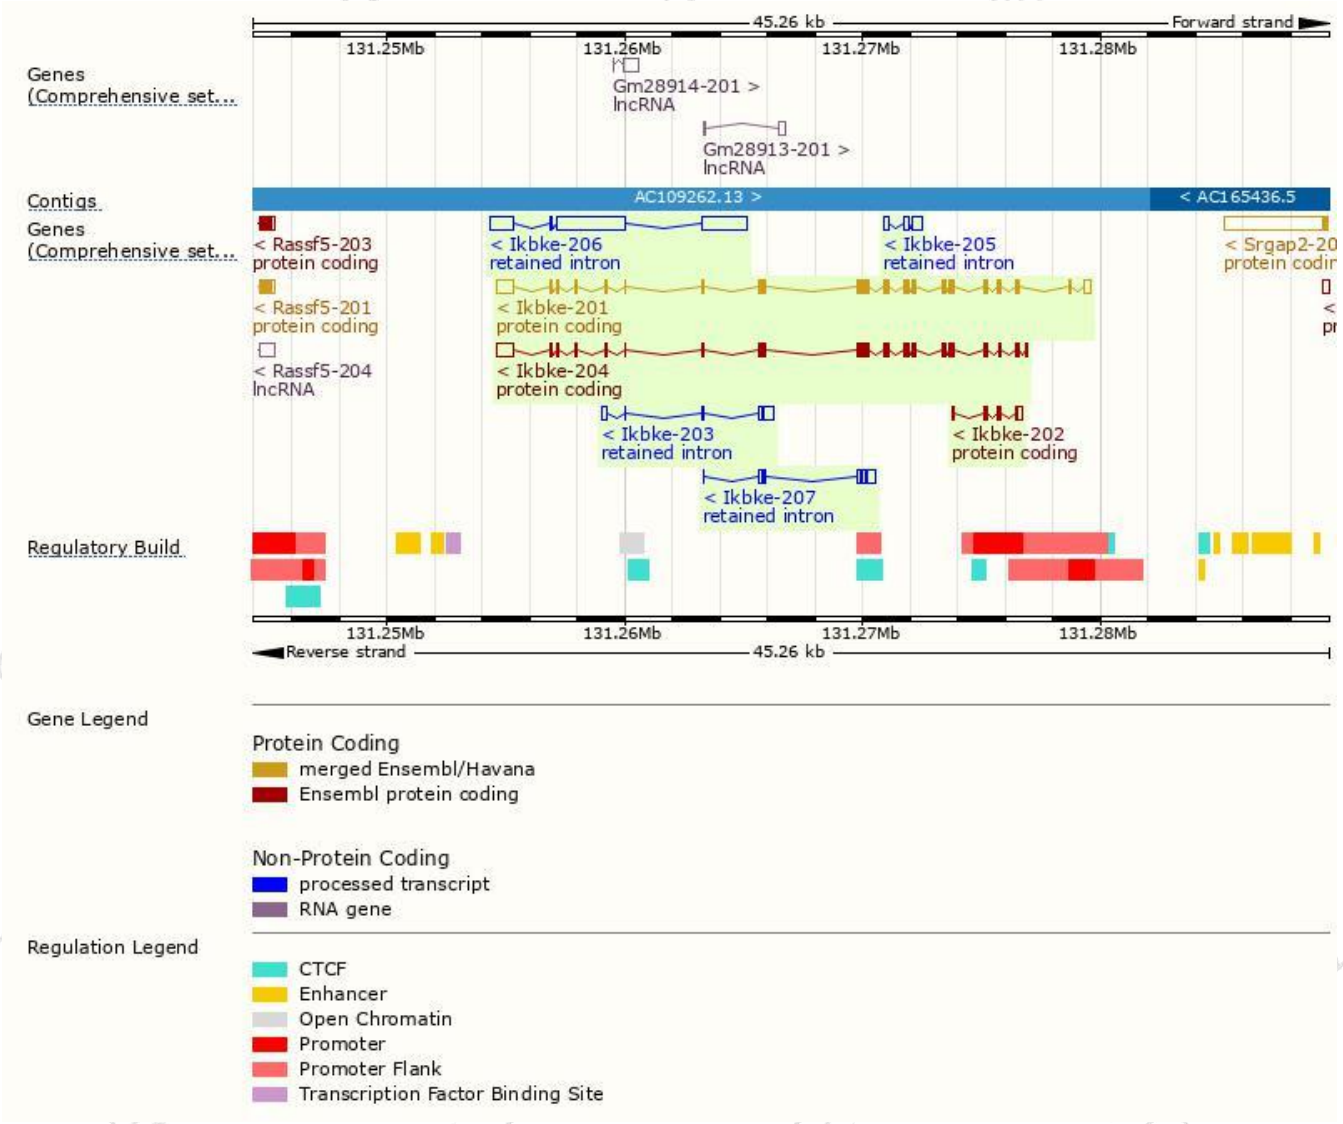 45.26 kb
Forward strand
131.25Mb 131.26Mb 131.27Mb 131.28Mb
Genes
(Comprehensive set...
Gm28914-201 >
lncRNA
Gm28913-201 >
lncRNA
Contigs
AC109262.13 >
< AC165436.5
Genes
(Comprehensive set...
< Rassf5-203
protein coding
< Ikbke-206
retained intron
< Ikbke-205
retained intron
< Srgap2-20
protein codin
< Rassf5-201
protein coding
< Ikbke-201
protein coding
<
pr
< Rassf5-204
lncRNA
< Ikbke-204
protein coding
< Ikbke-203
retained intron
< Ikbke-202
protein coding
< Ikbke-207
retained intron
Regulatory Build
131.25Mb 131.26Mb 131.27Mb 131.28Mb
Reverse strand
45.26 kb
Gene Legend
Protein Coding
merged Ensembl/Havana
Ensembl protein coding
Non-Protein Coding
processed transcript
RNA gene
Regulation Legend
CTCF
Enhancer
Open Chromatin
Promoter
Promoter Flank
Transcription Factor Binding Site